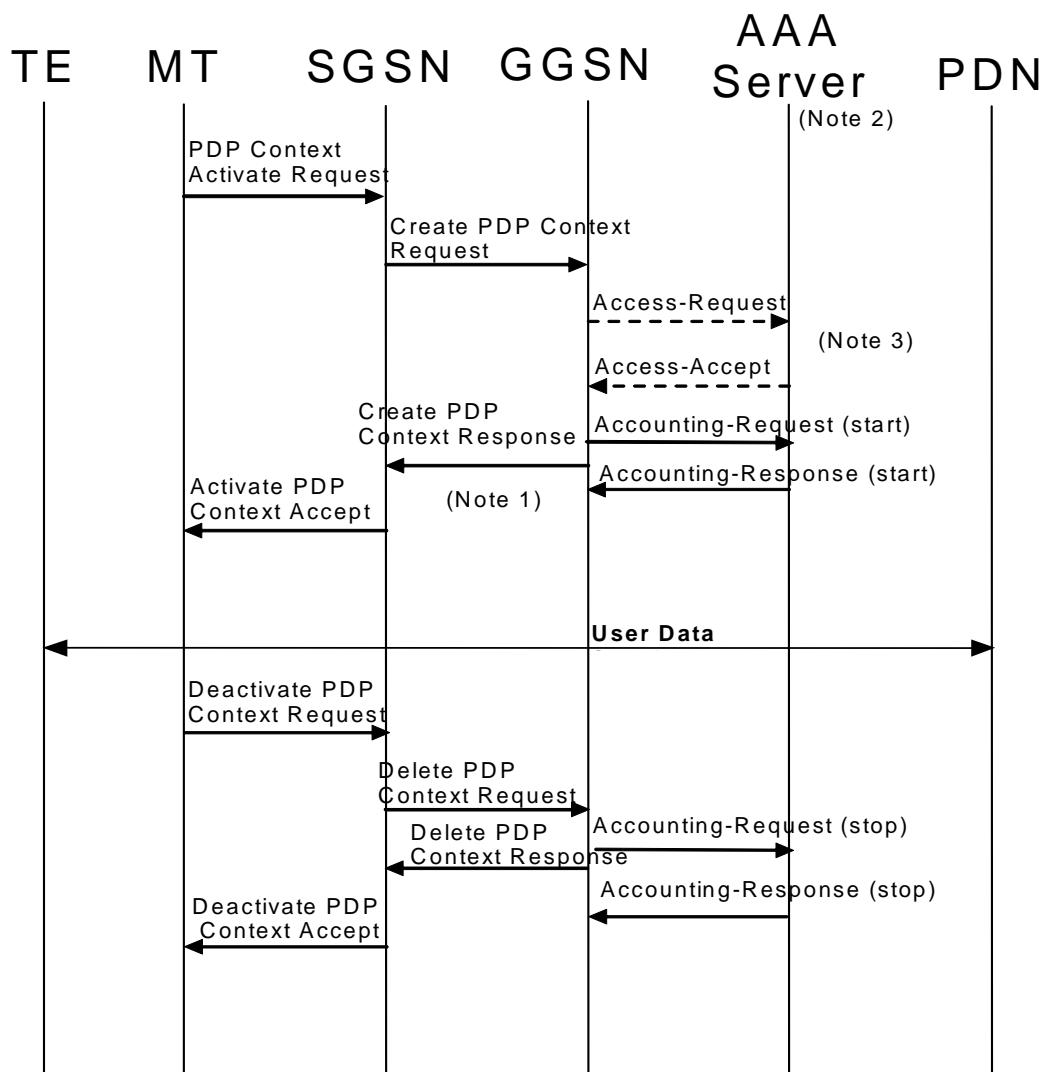 TE
MT
SGSN
GGSN
AAA
Server
PDN
(Note 2)
PDP Context
Activate Request
Create PDP Context
Request
Access-Request
(Note 3)
Access-Accept
Create PDP
Context Response
Accounting-Request (start)
Accounting-Response (start)
Activate PDP
Context Accept
(Note 1)
User Data
Deactivate PDP
Context Request
Delete PDP
Context Request
Accounting-Request (stop)
Delete PDP
Context Response
Accounting-Response (stop)
Deactivate PDP
Context Accept